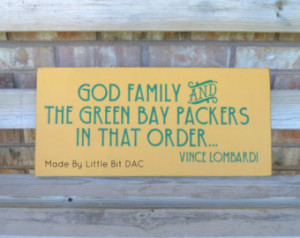 GOD FAMILY AND
THE GREEN BAY PACKERS
IN THAT ORDER...
VINCE LOMBARDI
Made By Little Bit DAC